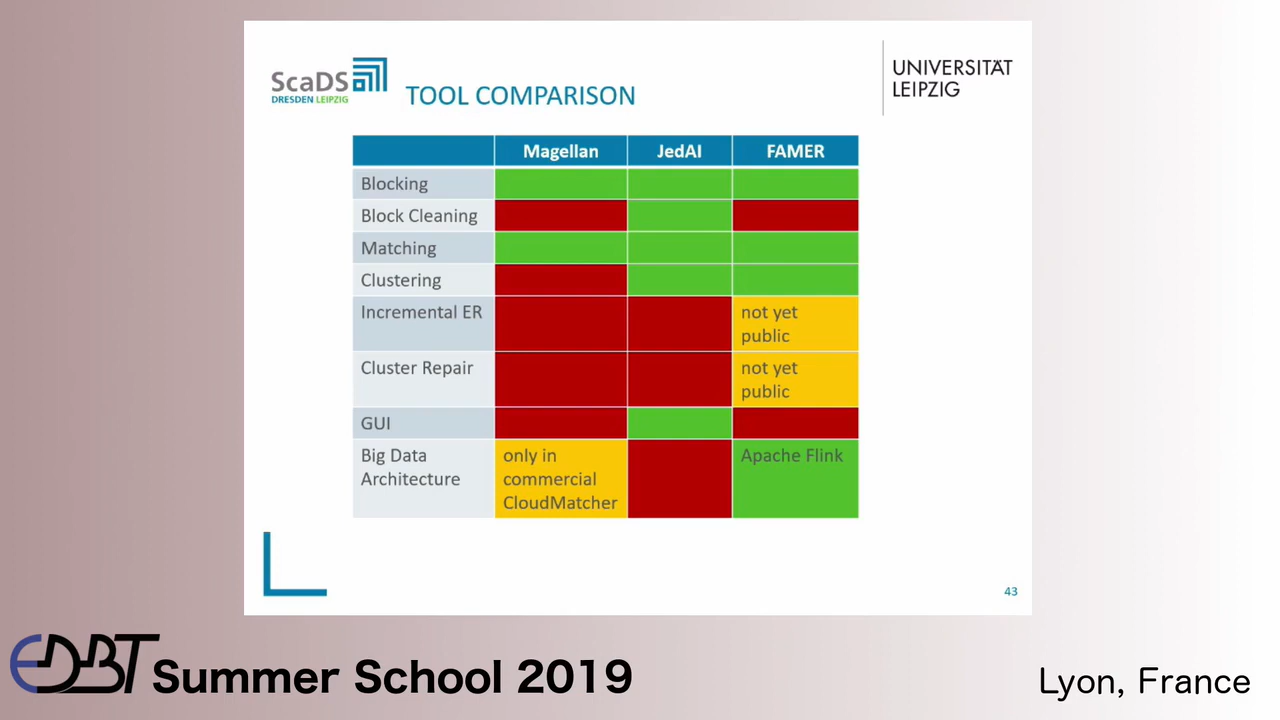 ScaDS
DRESDEN LEIPZIG
TOOL COMPARISON
UNIVERSITÄT
LEIPZIG
Magellan JedAI FAMER
Blocking
Block Cleaning
Matching
Clustering
Incremental ER not yet
public
Cluster Repair not yet
public
GUI
Big Data only in Apache Flink
Architecture commercial
CloudMatcher
43
EDBT Summer School 2019
Lyon, France